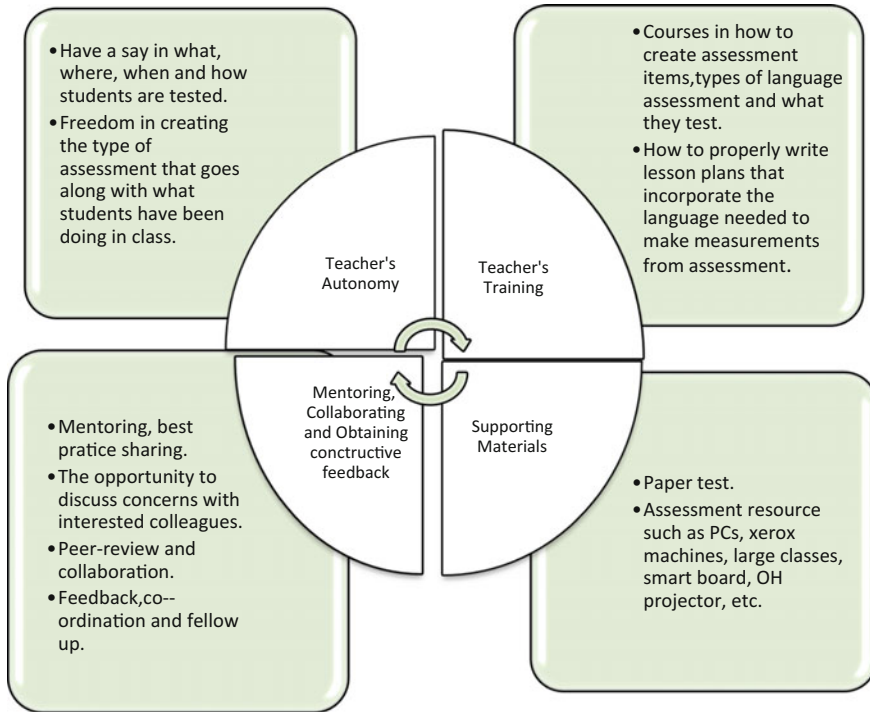 •Have a say in what,
where, when and how
students are tested.
•Freedom in creating
the type of
assessment that goes
along with what
students have been
doing in class.
•Courses in how to
create assessment
items,types of language
assessment and what
they test.
•How to properly write
lesson plans that
incorporate the
language needed to
make measurements
from assessment.
Teacher's
Autonomy
Teacher's
Training
Mentoring,
Collaborating
and Obtaining
conctructive
feedback
Supporting
Materials
•Mentoring, best
pratice sharing.
•The opportunity to
discuss concerns with
interested colleagues.
•Peer-review and
collaboration.
•Feedback,co--
ordination and fellow
up.
•Paper test.
•Assessment resource
such as PCs, xerox
machines, large classes,
smart board, OH
projector, etc.